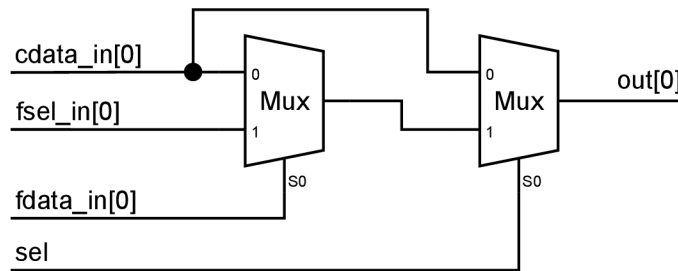 cdata_in[0]
0
Mux
0
Mux
out[0]
fsel_in[0]
1
1
S0
S0
fdata_in[0]
sel